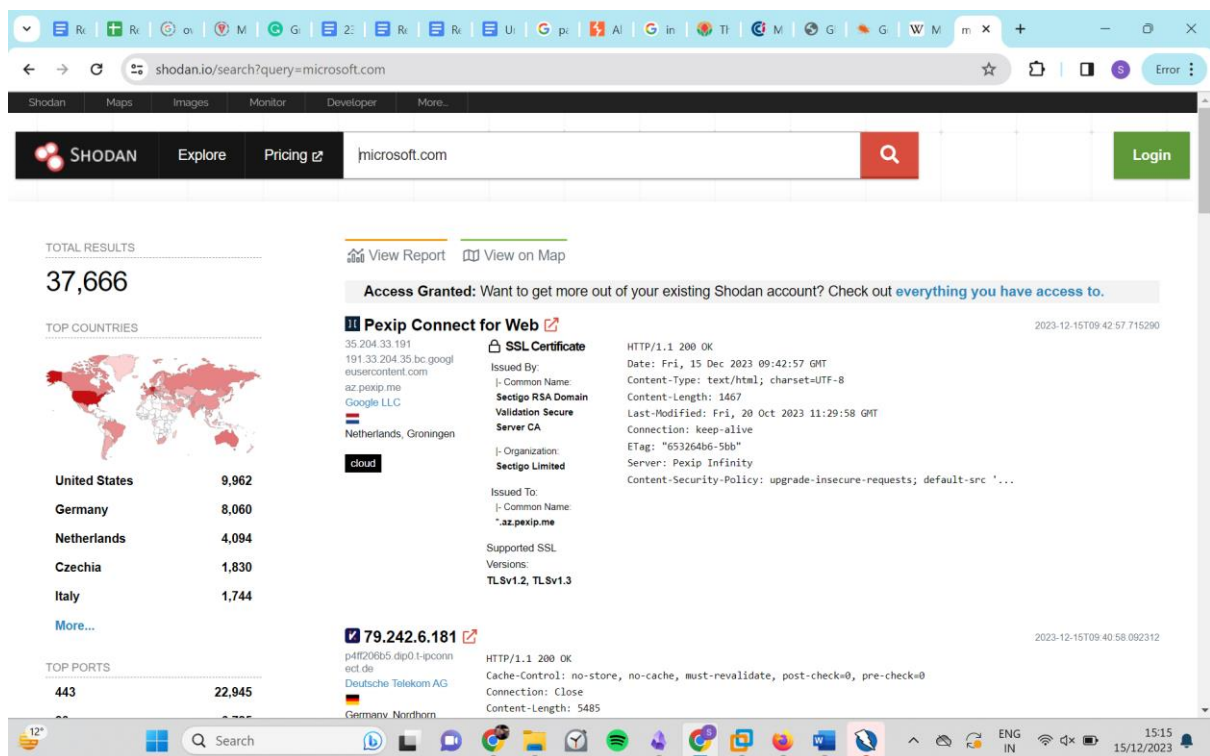 Re
Re
ov
M
G
23
Re
Re
U
pa
Al
in
Th
M
G
G
M
m
shodan.io/search?query=microsoft.com
S
Error
Shodan Maps Images Monitor Developer More...
SHODAN Explore Pricing microsoft.com Login
TOTAL RESULTS
37,666
TOP COUNTRIES
United States 9,962
Germany 8,060
Netherlands 4,094
Czechia 1,830
Italy 1,744
More...
TOP PORTS
443 22,945
View Report View on Map
Access Granted: Want to get more out of your existing Shodan account? Check out everything you have access to.
Pexip Connect for Web
2023-12-15T09:42:57.715290
35.204.33.191
191.33.204.35.bc.googl
eusercontent.com
az.pexip.me
Google LLC
Netherlands, Groningen
cloud
SSL Certificate
Issued By:
|- Common Name:
Sectigo RSA Domain
Validation Secure
Server CA
|- Organization:
Sectigo Limited
Issued To:
|- Common Name:
*.az.pexip.me
Supported SSL
Versions:
TLSv1.2, TLSv1.3
HTTP/1.1 200 OK
Date: Fri, 15 Dec 2023 09:42:57 GMT
Content-Type: text/html; charset=UTF-8
Content-Length: 1467
Last-Modified: Fri, 20 Oct 2023 11:29:58 GMT
Connection: keep-alive
ETag: "653264b6-5bb"
Server: Pexip Infinity
Content-Security-Policy: upgrade-insecure-requests; default-src '...
79.242.6.181
2023-12-15T09:40:58.092312
p4ff206b5.dip0.t-ipconn
ect.de
Deutsche Telekom AG
Germany, Nordhorn
HTTP/1.1 200 OK
Cache-Control: no-store, no-cache, must-revalidate, post-check=0, pre-check=0
Connection: Close
Content-Length: 5485
12°
Search
ENG
IN
15:15
15/12/2023